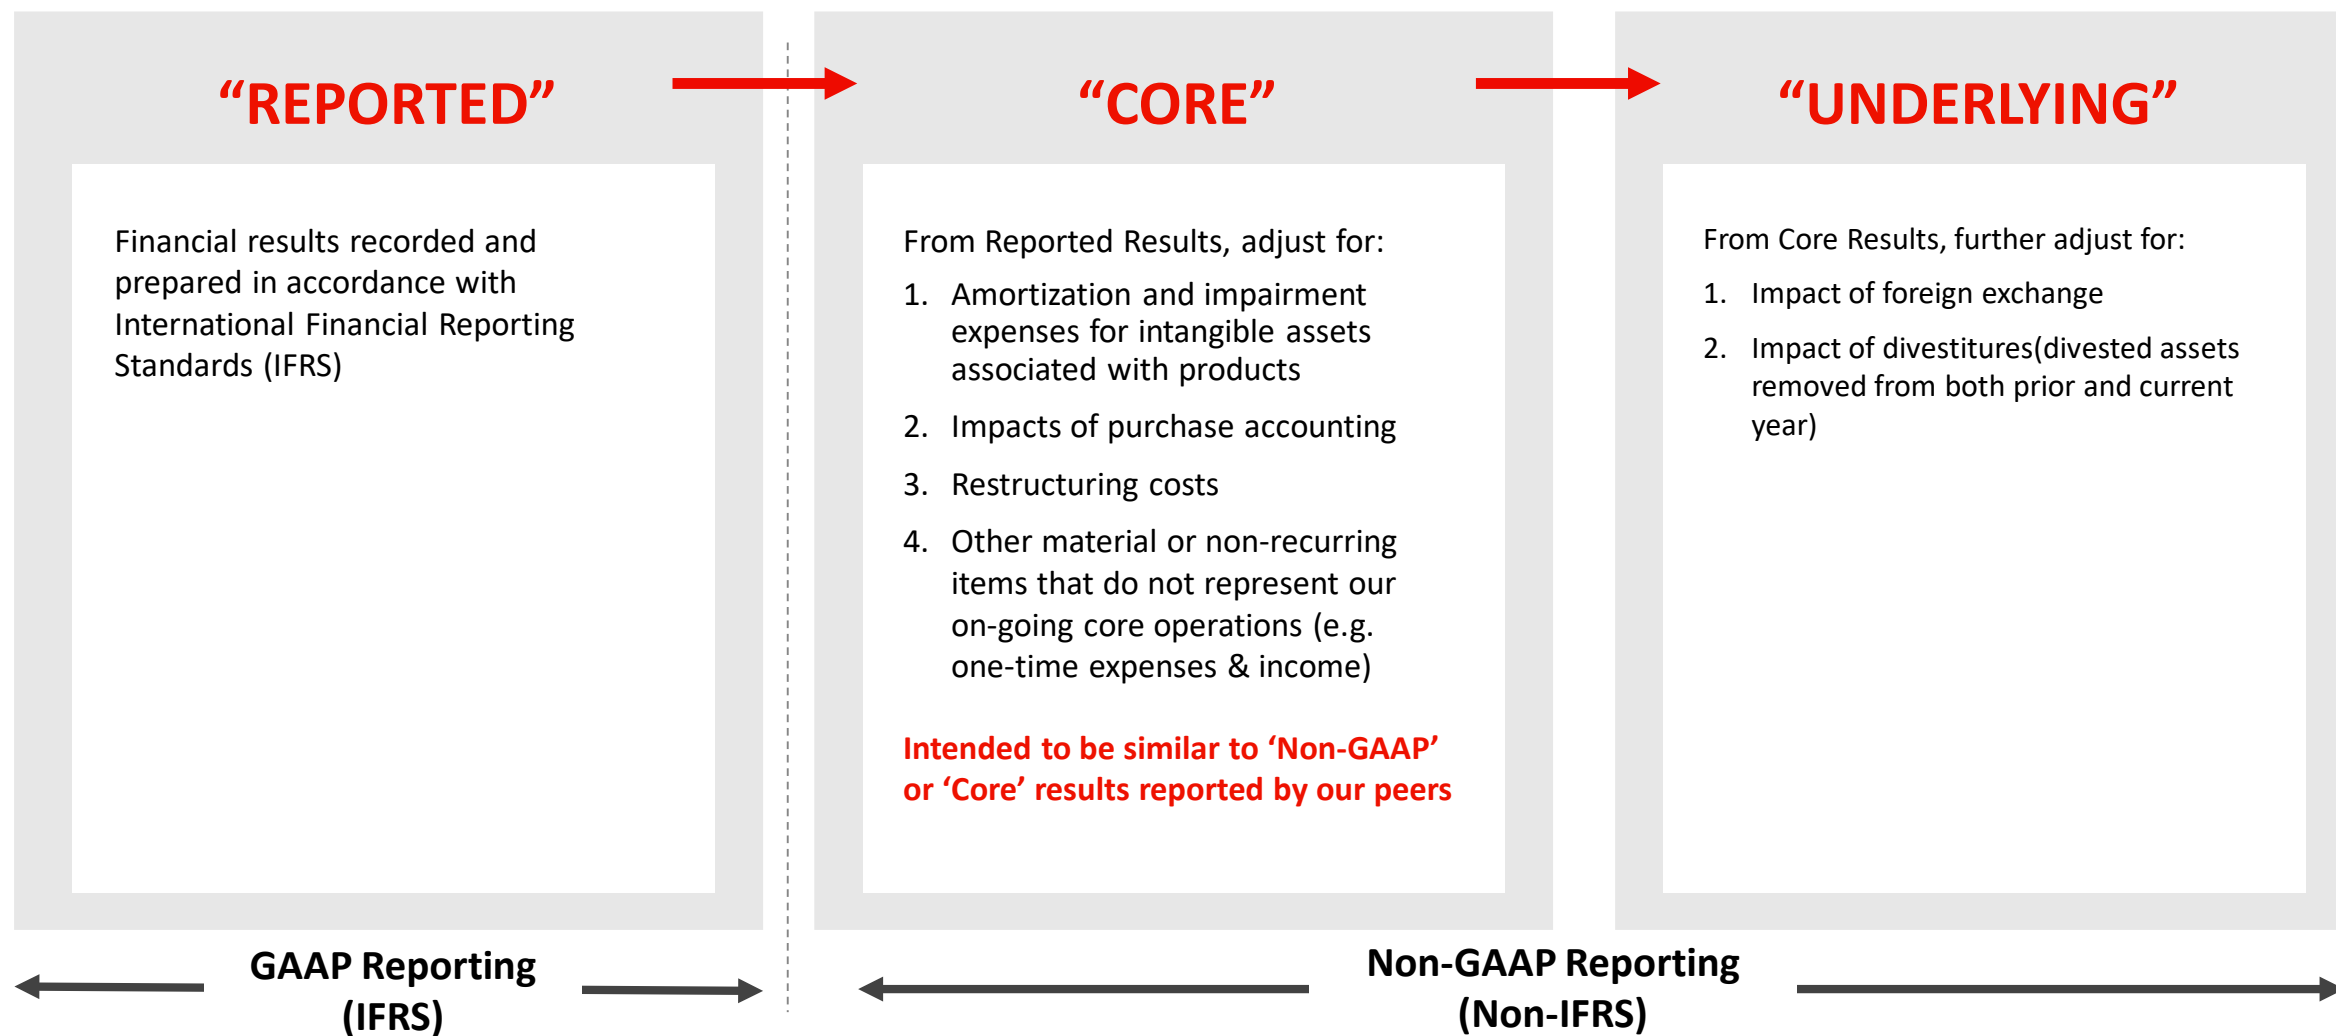 “REPORTED”
Financial results recorded and
prepared in accordance with
International Financial Reporting
Standards (IFRS)
“CORE”
From Reported Results, adjust for:
1. Amortization and impairment
expenses for intangible assets
associated with products
2. Impacts of purchase accounting
3. Restructuring costs
4. Other material or non-recurring
items that do not represent our
on-going core operations (e.g.
one-time expenses & income)
Intended to be similar to ‘Non-GAAP’
or ‘Core’ results reported by our peers
“UNDERLYING”
From Core Results, further adjust for:
1. Impact of foreign exchange
2. Impact of divestitures(divested assets
removed from both prior and current
year)
GAAP Reporting
(IFRS)
Non-GAAP Reporting
(Non-IFRS)